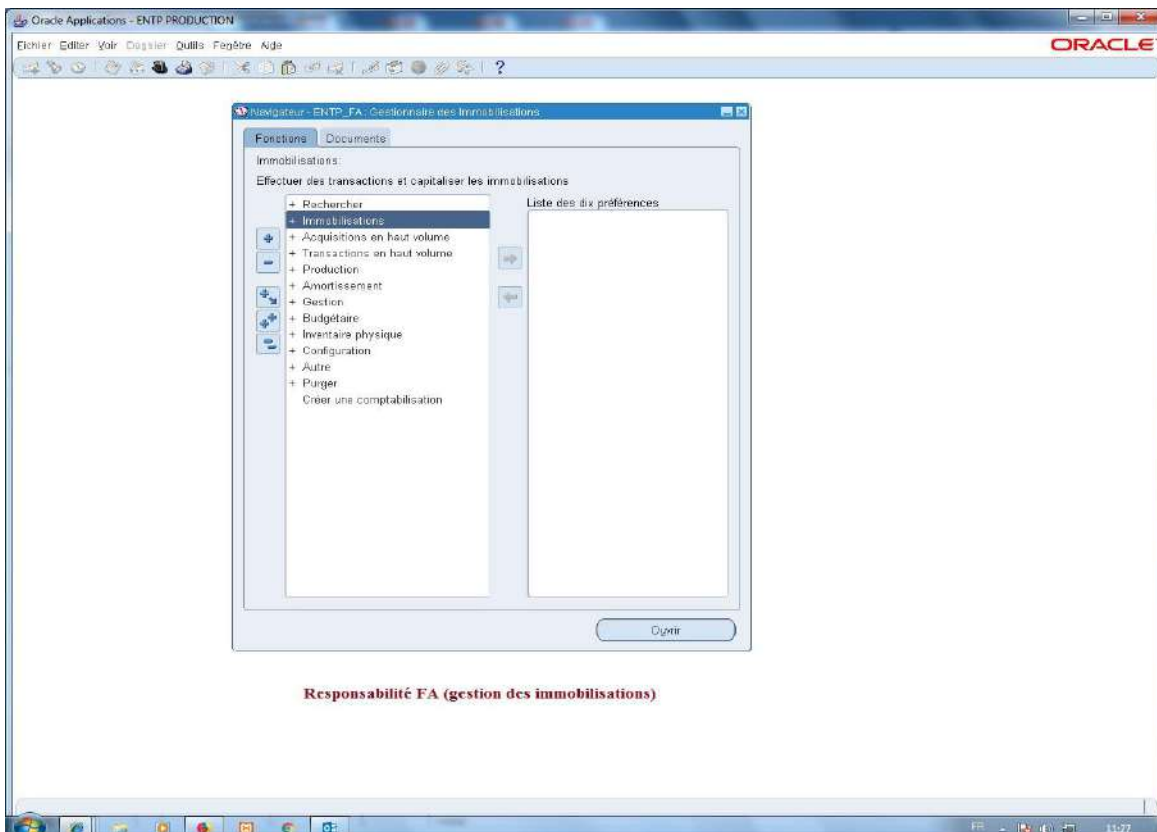 Oracle Applications - ENTP PRODUCTION
Fichier Editer Voir Dossier Outils Fenêtre Aide
ORACLE
Navigateur - ENTP_FA : Gestionnaire des Immobilisations
Fonctions Documents
Immobilisations:
Effectuer des transactions et capitaliser les immobilisations
Liste des dix préférences
+ Rechercher
+ Immobilisations
+ Acquisitions en haut volume
+ Transactions en haut volume
+ Production
+ Amortissement
+ Gestion
+ Budgétaire
+ Inventaire physique
+ Configuration
+ Autre
+ Purger
Créer une comptabilisation
Ouvrir
Responsabilité FA (gestion des immobilisations)
FR